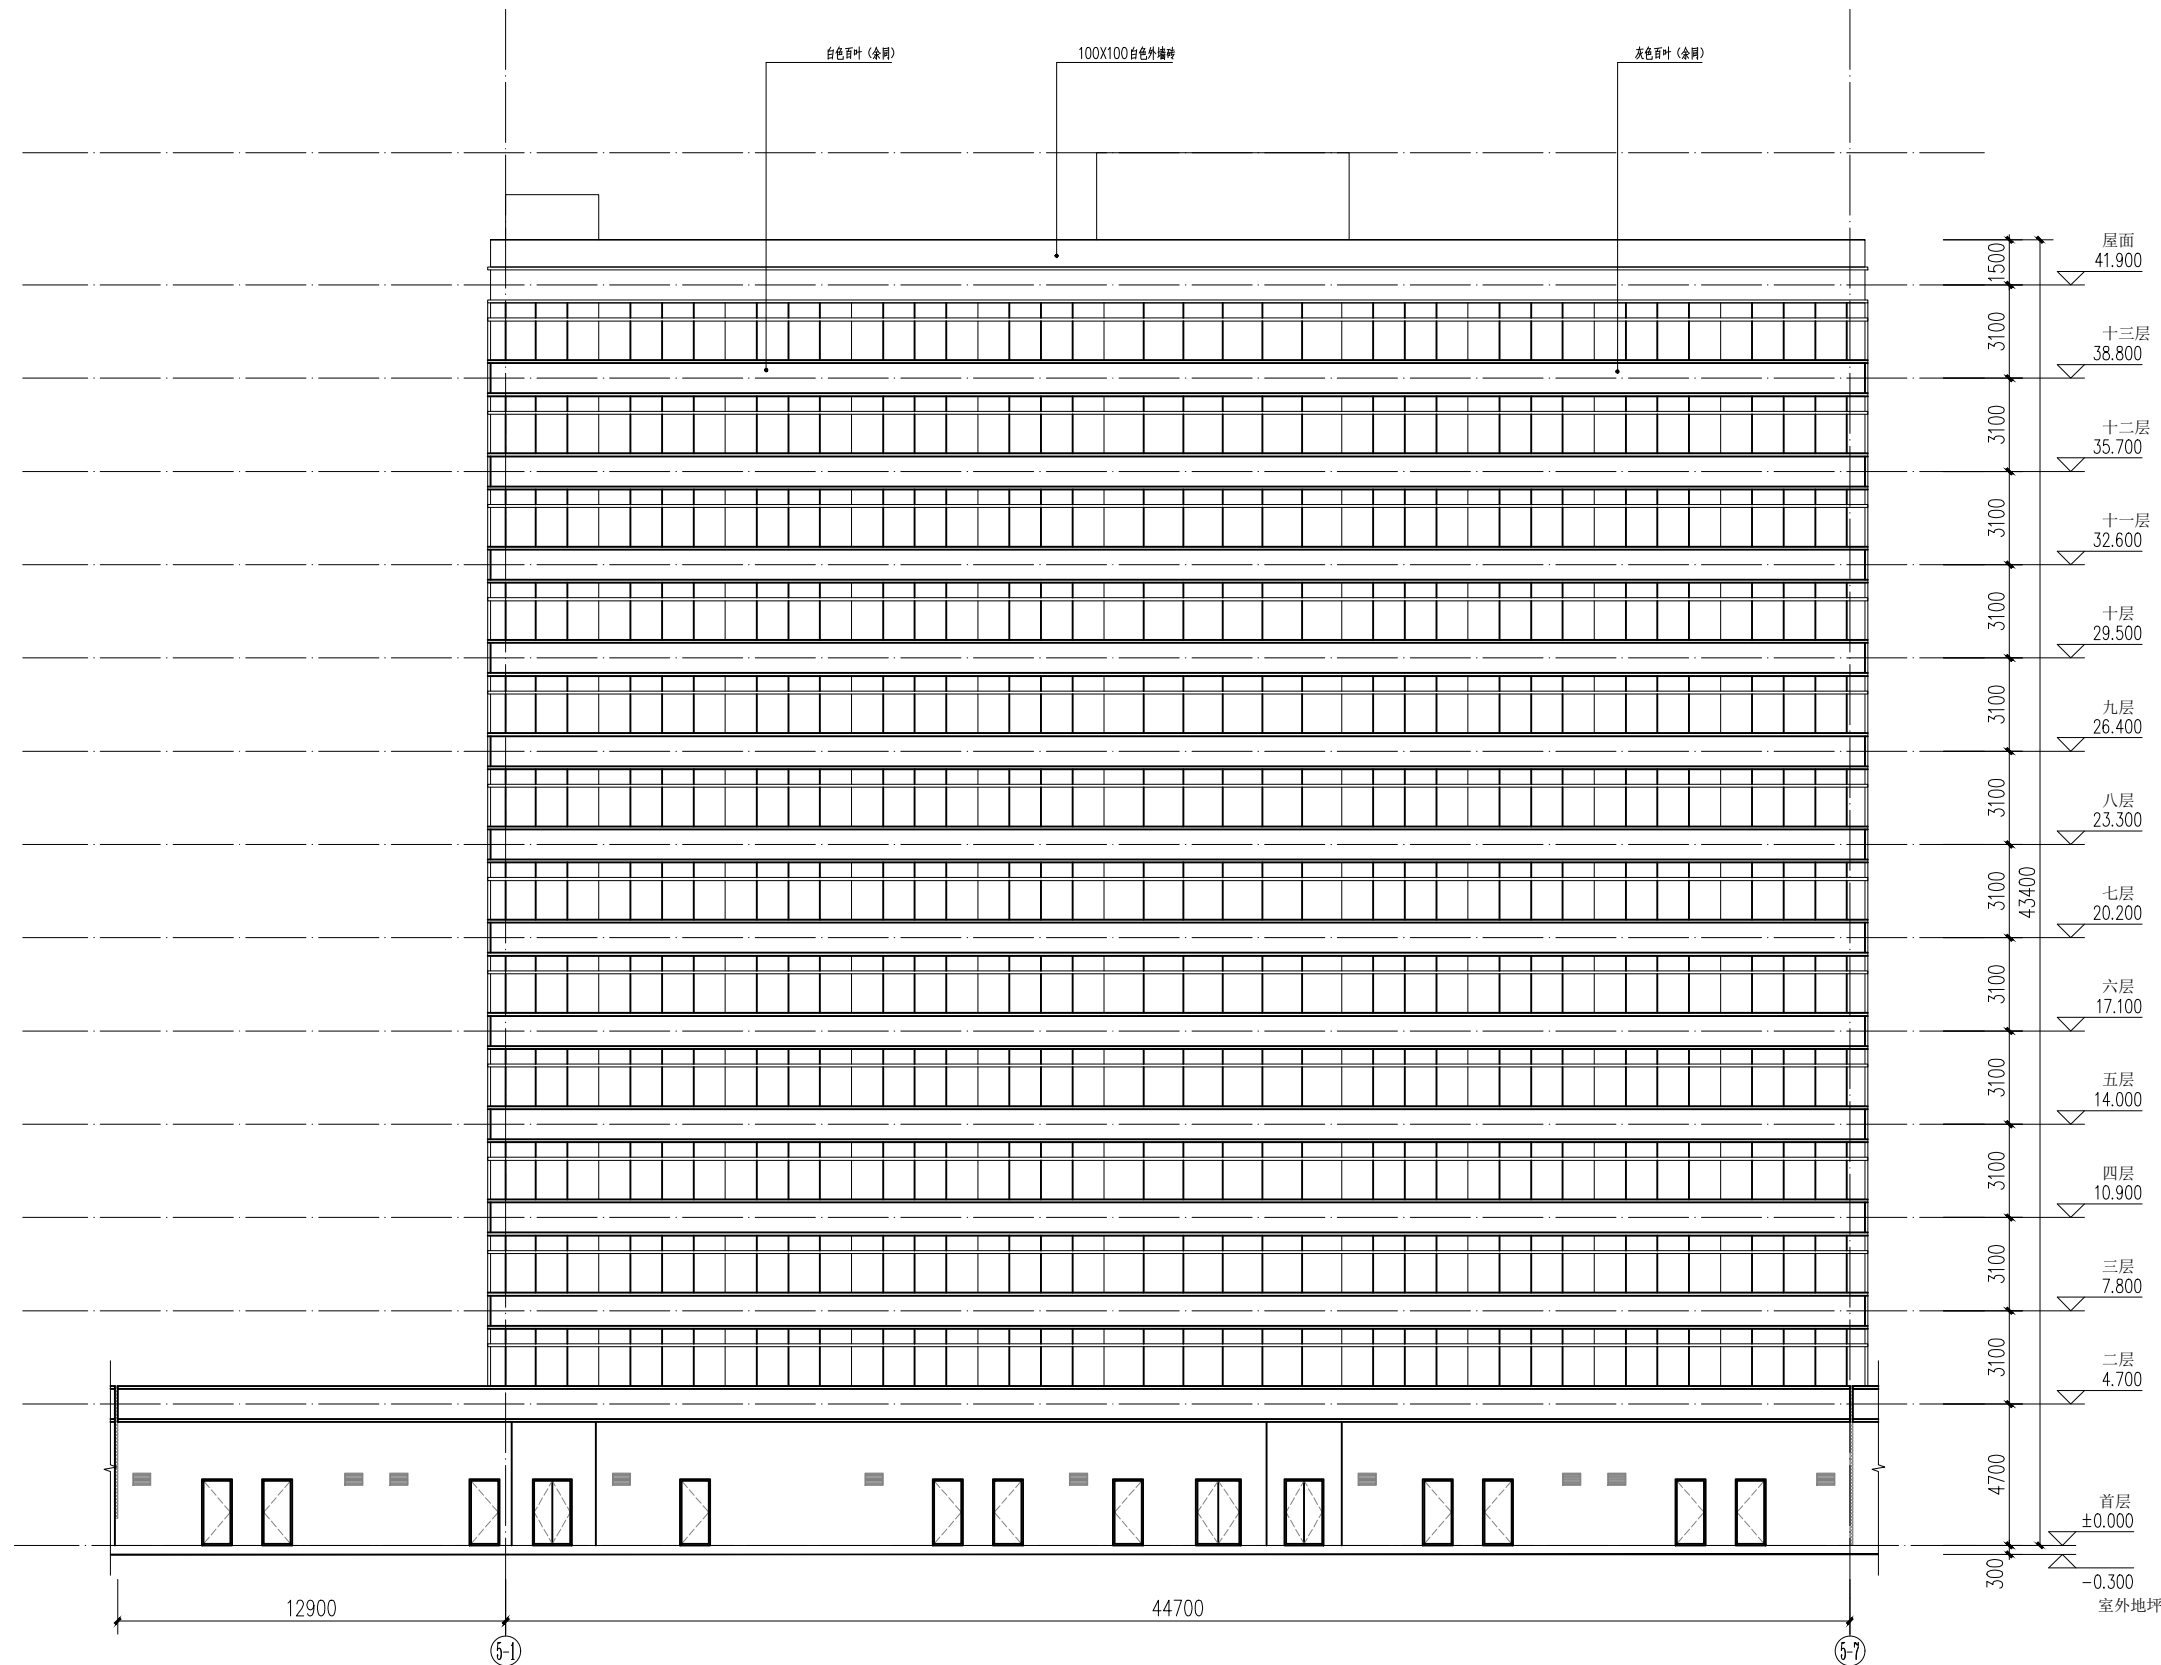 白色百叶（余同）
100X100白色外墙砖
灰色百叶（余同）
屋面
41.900
1500
3100
十三层
38.800
3100
十二层
35.700
3100
十一层
32.600
3100
十层
29.500
3100
九层
26.400
3100
八层
23.300
3100
43400
七层
20.200
3100
六层
17.100
3100
五层
14.000
3100
四层
10.900
3100
三层
7.800
3100
二层
4.700
4700
首层
±0.000
300
-0.300
室外地坪
12900
44700
5-1
5-7